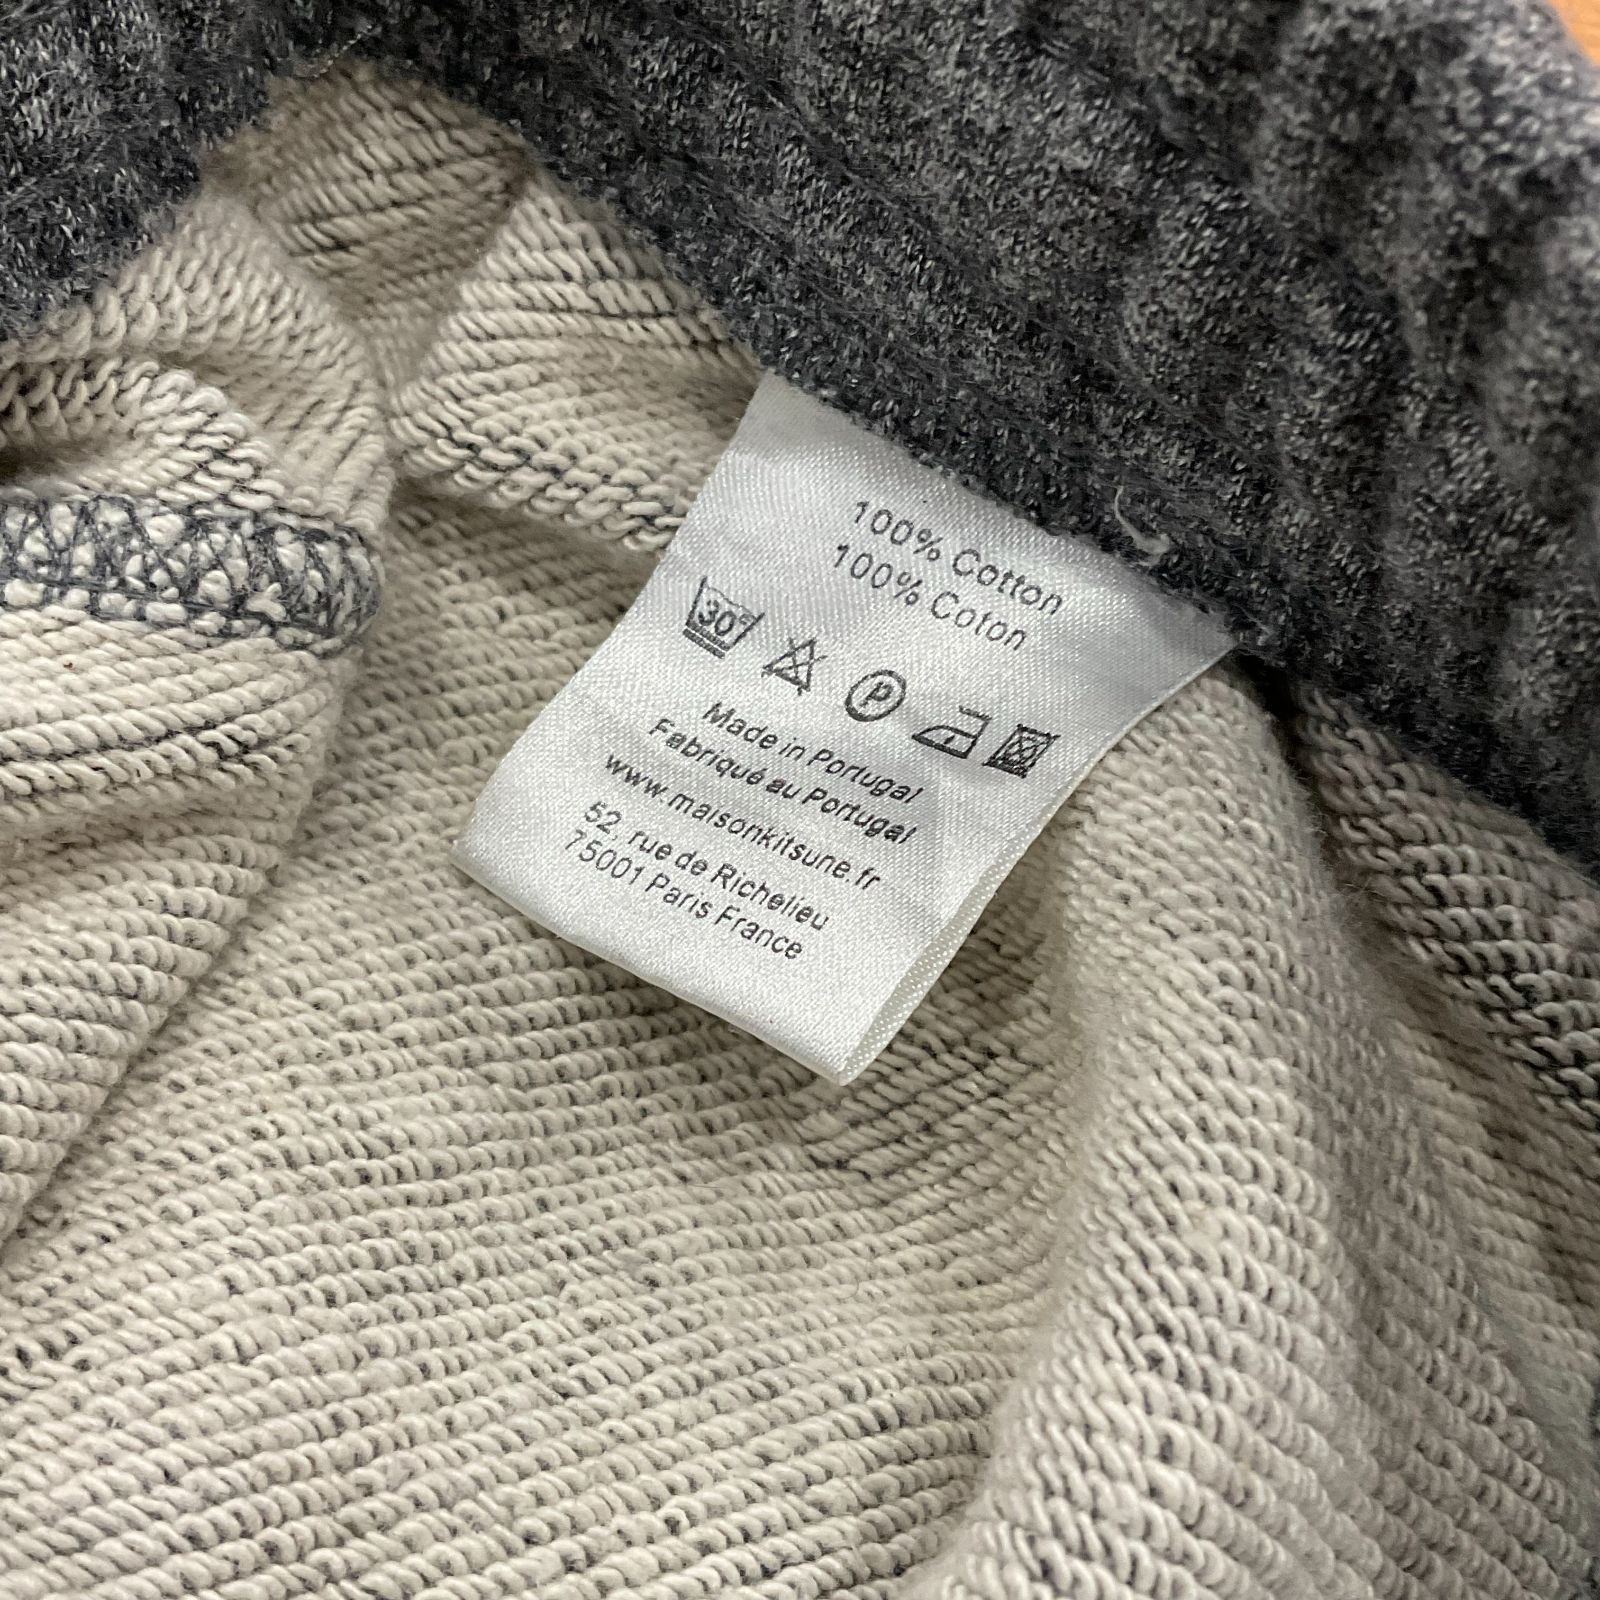 100% Cotton
100% Coton
30°
P
Made in Portugal
Fabriqué au Portugal
www.maisonkitsune.fr
52, rue de Richelieu
75001 Paris France